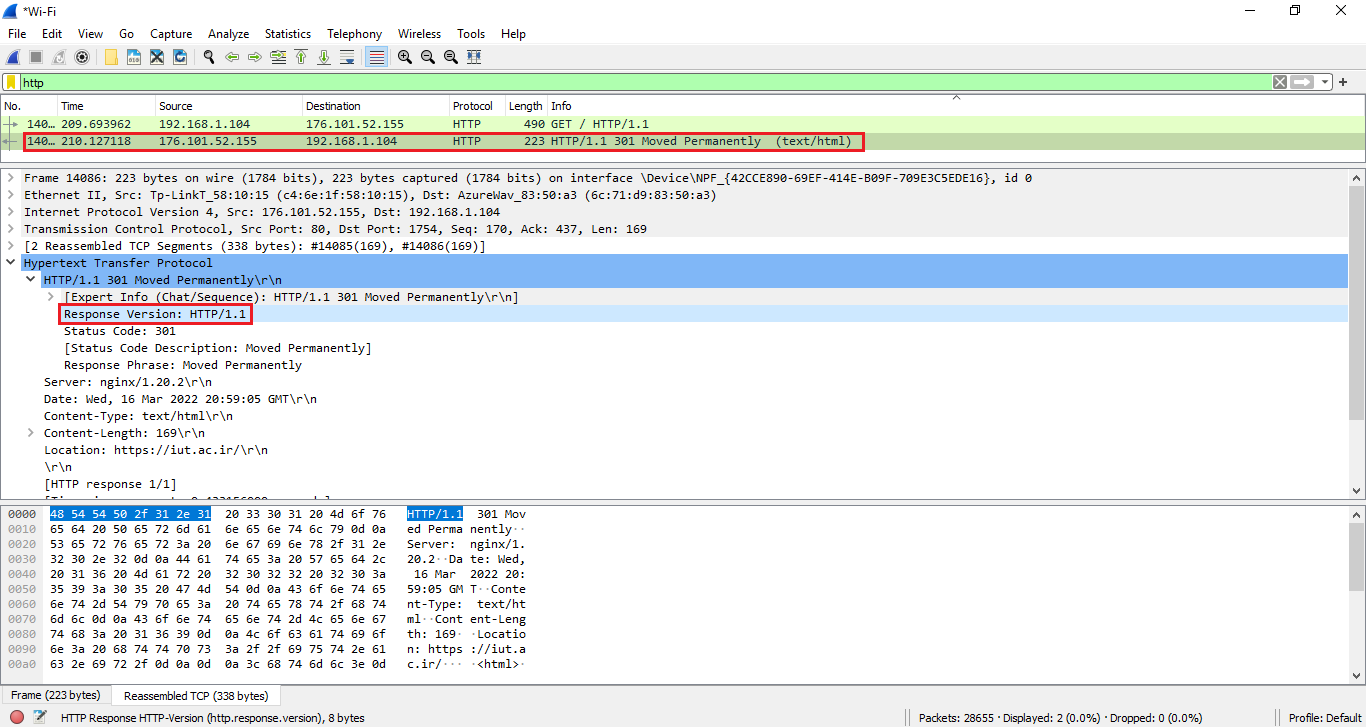 *Wi-Fi
File Edit View Go Capture Analyze Statistics Telephony Wireless Tools Help
http
No. Time Source Destination Protocol Length Info
140… 209.693962 192.168.1.104 176.101.52.155 HTTP 490 GET / HTTP/1.1
140… 210.127118 176.101.52.155 192.168.1.104 HTTP 223 HTTP/1.1 301 Moved Permanently (text/html)
Frame 14086: 223 bytes on wire (1784 bits), 223 bytes captured (1784 bits) on interface \Device\NPF_{42CCE890-69EF-414E-B09F-709E3C5EDE16}, id 0
Ethernet II, Src: Tp-LinkT_58:10:15 (c4:6e:1f:58:10:15), Dst: AzureWav_83:50:a3 (6c:71:d9:83:50:a3)
Internet Protocol Version 4, Src: 176.101.52.155, Dst: 192.168.1.104
Transmission Control Protocol, Src Port: 80, Dst Port: 1754, Seq: 170, Ack: 437, Len: 169
[2 Reassembled TCP Segments (338 bytes): #14085(169), #14086(169)]
Hypertext Transfer Protocol
HTTP/1.1 301 Moved Permanently\r\n
[Expert Info (Chat/Sequence): HTTP/1.1 301 Moved Permanently\r\n]
Response Version: HTTP/1.1
Status Code: 301
[Status Code Description: Moved Permanently]
Response Phrase: Moved Permanently
Server: nginx/1.20.2\r\n
Date: Wed, 16 Mar 2022 20:59:05 GMT\r\n
Content-Type: text/html\r\n
Content-Length: 169\r\n
Location: https://iut.ac.ir/\r\n
\r\n
[HTTP response 1/1]
0000 48 54 54 50 2f 31 2e 31 20 33 30 31 20 4d 6f 76 HTTP/1.1 301 Mov
0010 65 64 20 50 65 72 6d 61 6e 65 6e 74 6c 79 0d 0a ed Perma nently··
0020 53 65 72 76 65 72 3a 20 6e 67 69 6e 78 2f 31 2e Server: nginx/1.
0030 32 30 2e 32 0d 0a 44 61 74 65 3a 20 57 65 64 2c 20.2··Da te: Wed,
0040 20 31 36 20 4d 61 72 20 32 30 32 32 20 32 30 3a 16 Mar 2022 20:
0050 35 39 3a 30 35 20 47 4d 54 0d 0a 43 6f 6e 74 65 59:05 GM T··Conte
0060 6e 74 2d 54 79 70 65 3a 20 74 65 78 74 2f 68 74 nt-Type: text/ht
0070 6d 6c 0d 0a 43 6f 6e 74 65 6e 74 2d 4c 65 6e 67 ml··Cont ent-Leng
0080 74 68 3a 20 31 36 39 0d 0a 4c 6f 63 61 74 69 6f th: 169· ·Locatio
0090 6e 3a 20 68 74 74 70 73 3a 2f 2f 69 75 74 2e 61 n: https ://iut.a
00a0 63 2e 69 72 2f 0d 0a 0d 0a 3c 68 74 6d 6c 3e 0d c.ir/··· ·<html>·
Frame (223 bytes) Reassembled TCP (338 bytes)
HTTP Response HTTP-Version (http.response.version), 8 bytes Packets: 28655 · Displayed: 2 (0.0%) · Dropped: 0 (0.0%) Profile: Default